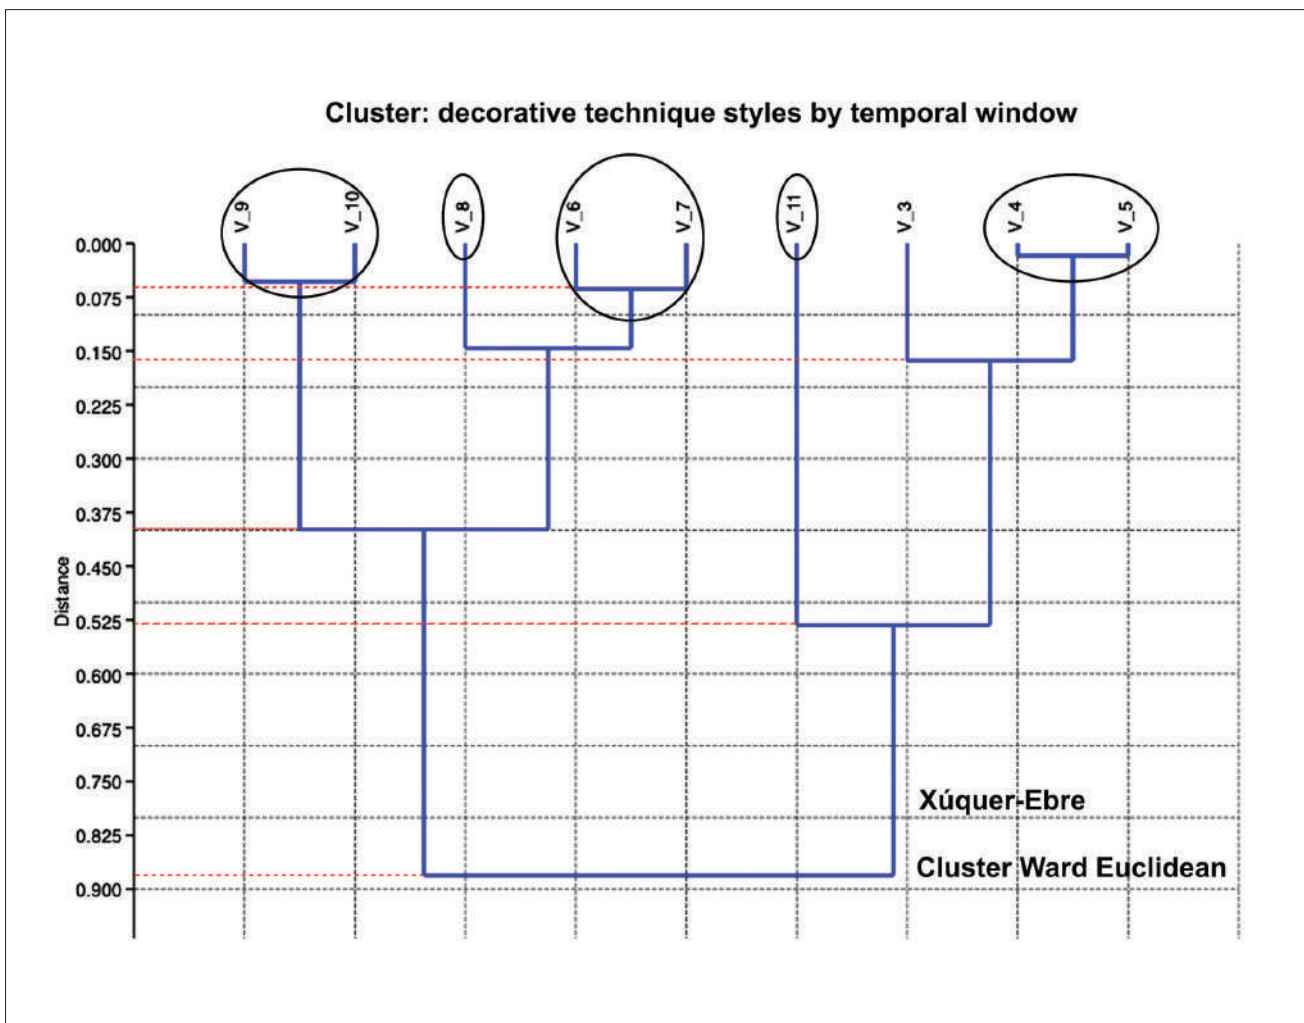 Cluster: decorative technique styles by temporal window
V_9
V_10
V_8
V_6
V_7
V_11
V_3
V_4
V_5
0.000
0.075
0.150
0.225
0.300
0.375
0.450
0.525
0.600
0.675
0.750
0.825
0.900
Distance
Xúquer-Ebre
Cluster Ward Euclidean